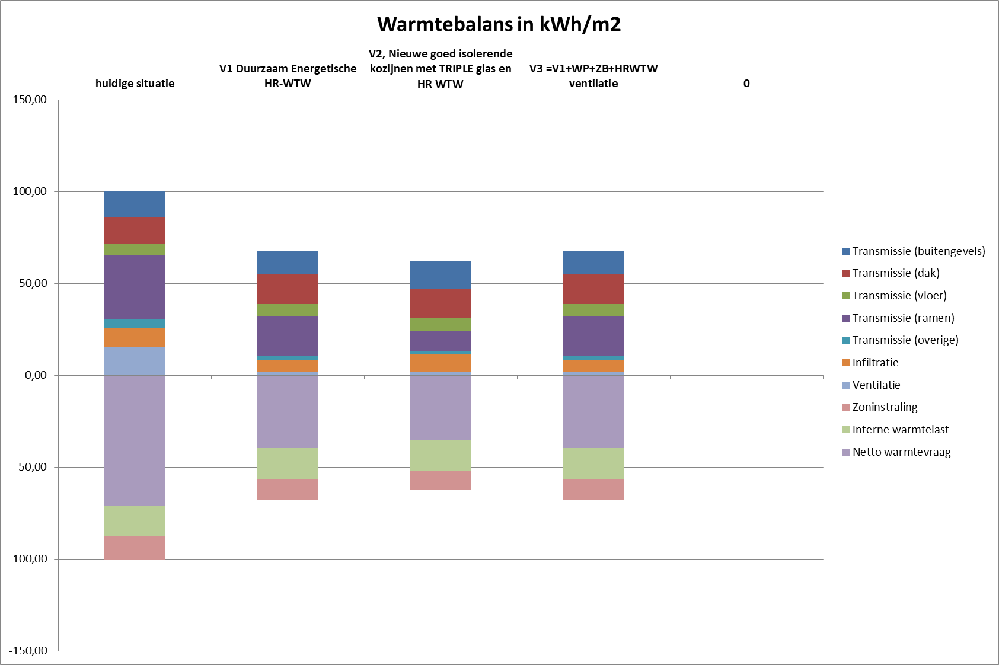 Warmtebalans in kWh/m2
huidige situatie
V1 Duurzaam Energetische
HR-WTW
V2, Nieuwe goed isolerende
kozijnen met TRIPLE glas en
HR WTW
V3 =V1+WP+ZB+HRWTW
ventilatie
0
150,00
100,00
50,00
0,00
-50,00
-100,00
-150,00
Transmissie (buitengevels)
Transmissie (dak)
Transmissie (vloer)
Transmissie (ramen)
Transmissie (overige)
Infiltratie
Ventilatie
Zoninstraling
Interne warmtelast
Netto warmtevraag